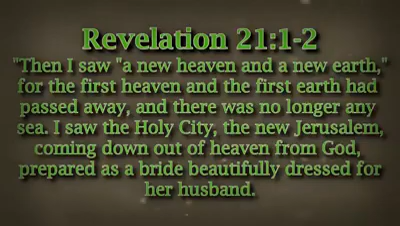 Revelation 21:1-2
"Then I saw "a new heaven and a new earth,"
for the first heaven and the first earth had
passed away, and there was no longer any
sea. I saw the Holy City, the new Jerusalem,
coming down out of heaven from God,
prepared as a bride beautifully dressed for
her husband.